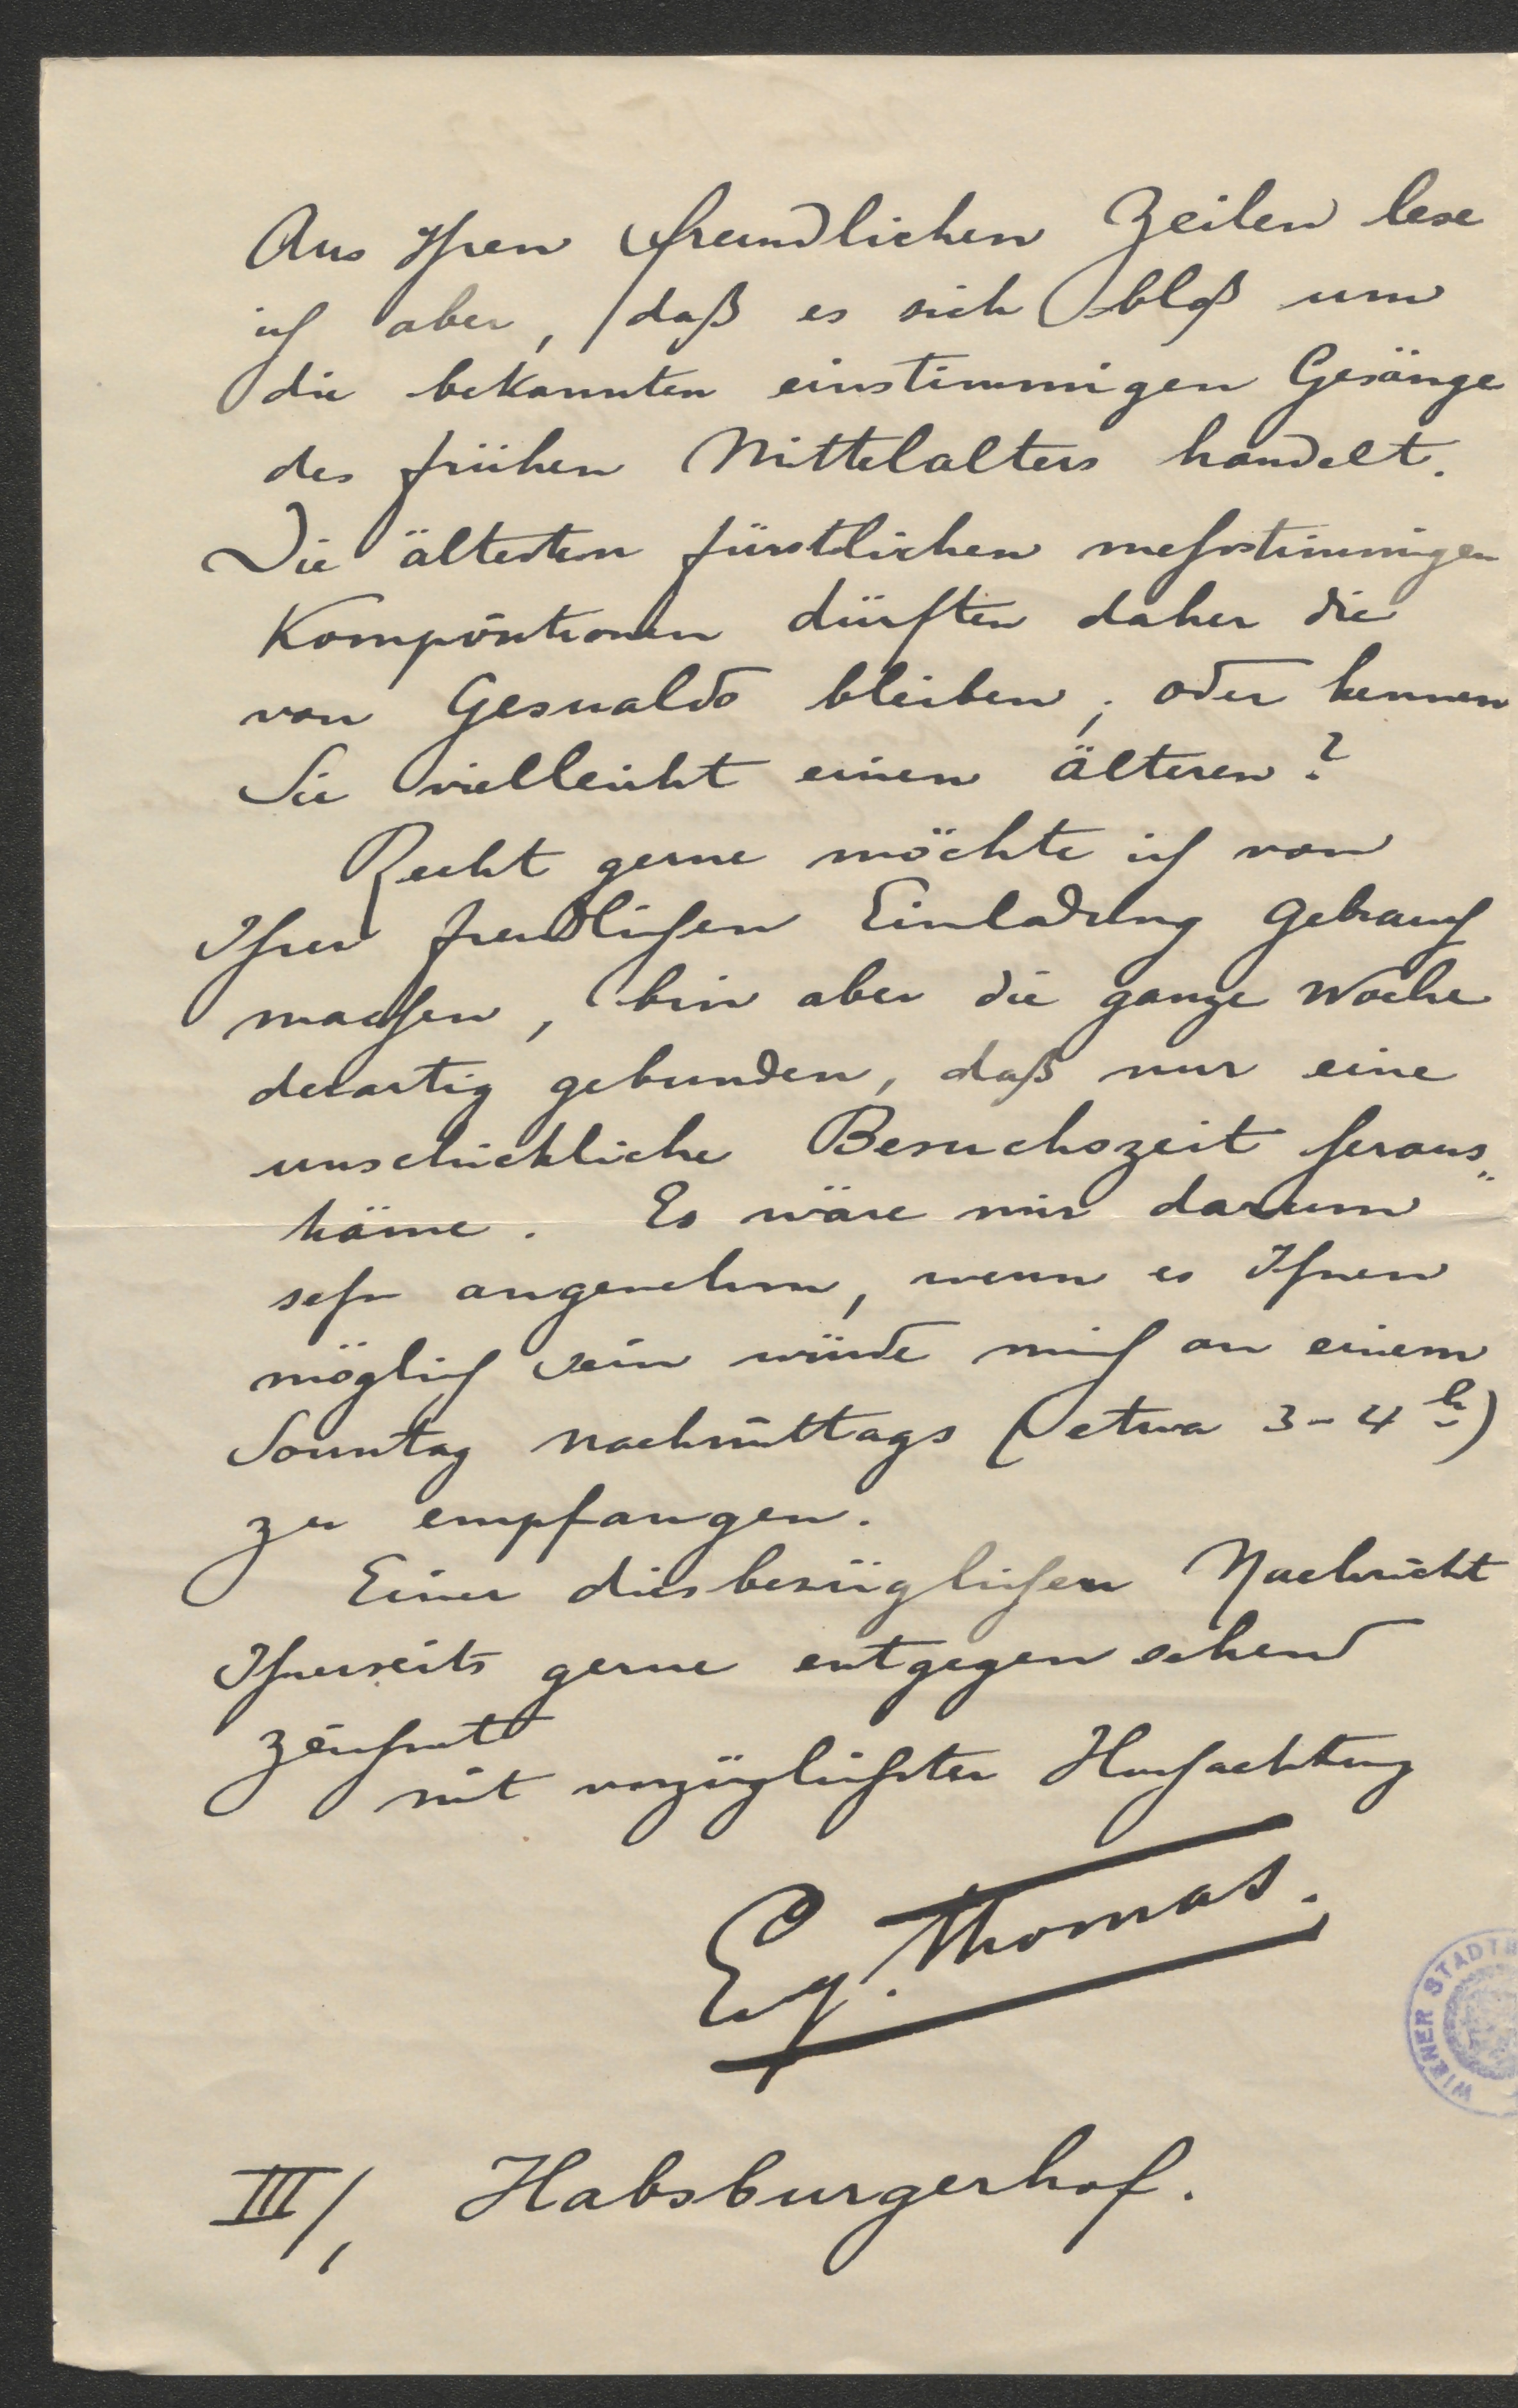 Aus Ihren freundlichen Zeilen lese
ich aber, daß es sich bloß um
die bekannten einstimmigen Gesänge
des frühen Mittelalters handelt.
Die ältesten fürstlichen mehrstimmigen
Kompositionen dürften daher die
von Gesualdo bleiben; oder kennen
Sie vielleicht einen älteren?
Recht gerne möchte ich von
Ihrer freundlichen Einladung Gebrauch
machen, bin aber die ganze Woche
derartig gebunden, daß nur eine
unschickliche Besuchszeit heraus-
käme. Es wäre mir darum
sehr angenehm, wenn es Ihnen
möglich sein würde mich an einem
Sonntag nachmittags (etwa 3-4 h)
zu empfangen.
Einer diesbezüglichen Nachricht
Ihrerseits gerne entgegensehend
zeichnet
mit vorzüglichster Hochachtung
Eug. Thomas.
III/1 Habsburgerhof.
WIENER STADTB